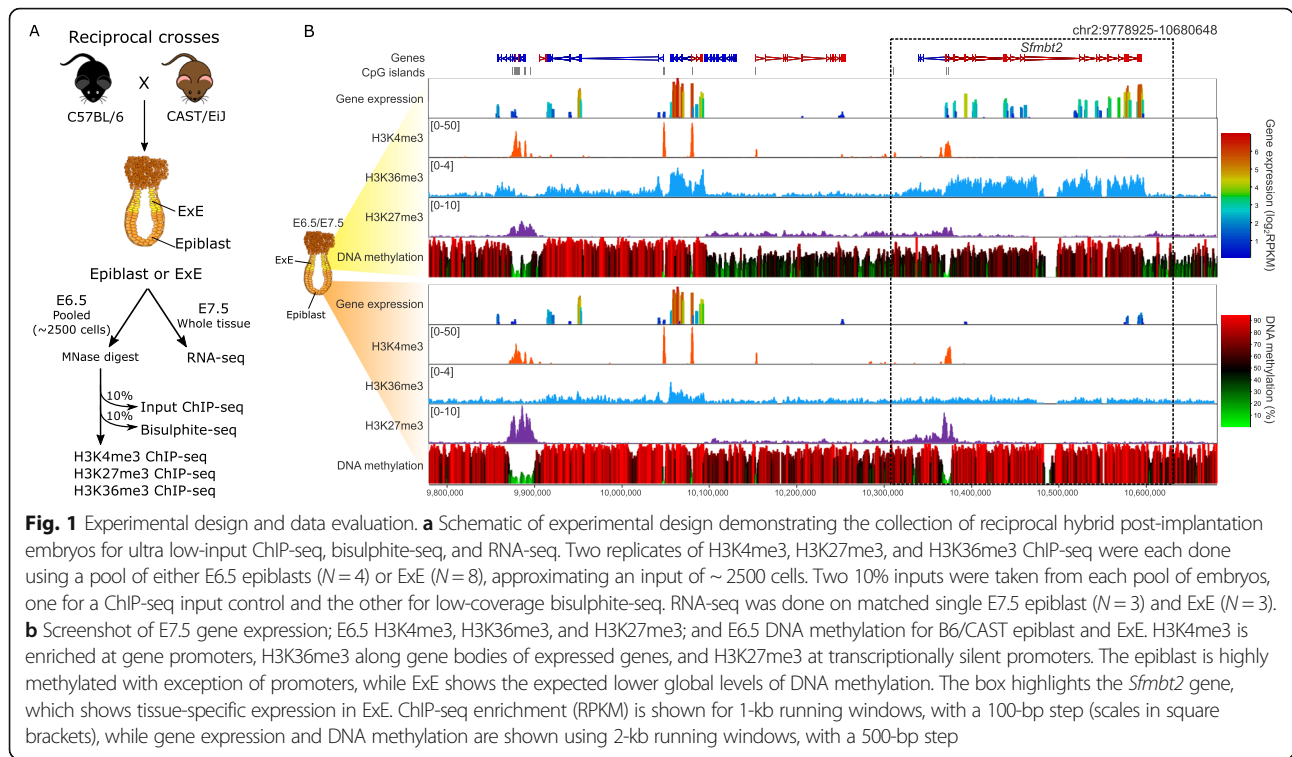 A
Reciprocal crosses
X
C57BL/6
CAST/EiJ
ExE
Epiblast
Epiblast or ExE
E6.5
Pooled
(~2500 cells)
E7.5
Whole tissue
MNase digest
RNA-seq
10%
Input ChIP-seq
10%
Bisulphite-seq
H3K4me3 ChIP-seq
H3K27me3 ChIP-seq
H3K36me3 ChIP-seq
B
chr2:9778925-10680648
Sfmbt2
Genes
CpG islands
Gene expression
[0-50]
H3K4me3
[0-4]
H3K36me3
[0-10]
H3K27me3
DNA methylation
E6.5/E7.5
ExE
Epiblast
Gene expression
[0-50]
H3K4me3
[0-4]
H3K36me3
[0-10]
H3K27me3
DNA methylation
9,800,000 9,900,000 10,000,000 10,100,000 10,200,000 10,300,000 10,400,000 10,500,000 10,600,000
Gene expression (log2RPKM)
7
6
5
4
3
2
1
DNA methylation (%)
90
80
70
60
50
40
30
20
10
Fig. 1 Experimental design and data evaluation. a Schematic of experimental design demonstrating the collection of reciprocal hybrid post-implantation
embryos for ultra low-input ChIP-seq, bisulphite-seq, and RNA-seq. Two replicates of H3K4me3, H3K27me3, and H3K36me3 ChIP-seq were each done
using a pool of either E6.5 epiblasts (N = 4) or ExE (N = 8), approximating an input of ~ 2500 cells. Two 10% inputs were taken from each pool of embryos,
one for a ChIP-seq input control and the other for low-coverage bisulphite-seq. RNA-seq was done on matched single E7.5 epiblast (N = 3) and ExE (N = 3).
b Screenshot of E7.5 gene expression; E6.5 H3K4me3, H3K36me3, and H3K27me3; and E6.5 DNA methylation for B6/CAST epiblast and ExE. H3K4me3 is
enriched at gene promoters, H3K36me3 along gene bodies of expressed genes, and H3K27me3 at transcriptionally silent promoters. The epiblast is highly
methylated with exception of promoters, while ExE shows the expected lower global levels of DNA methylation. The box highlights the Sfmbt2 gene,
which shows tissue-specific expression in ExE. ChIP-seq enrichment (RPKM) is shown for 1-kb running windows, with a 100-bp step (scales in square
brackets), while gene expression and DNA methylation are shown using 2-kb running windows, with a 500-bp step